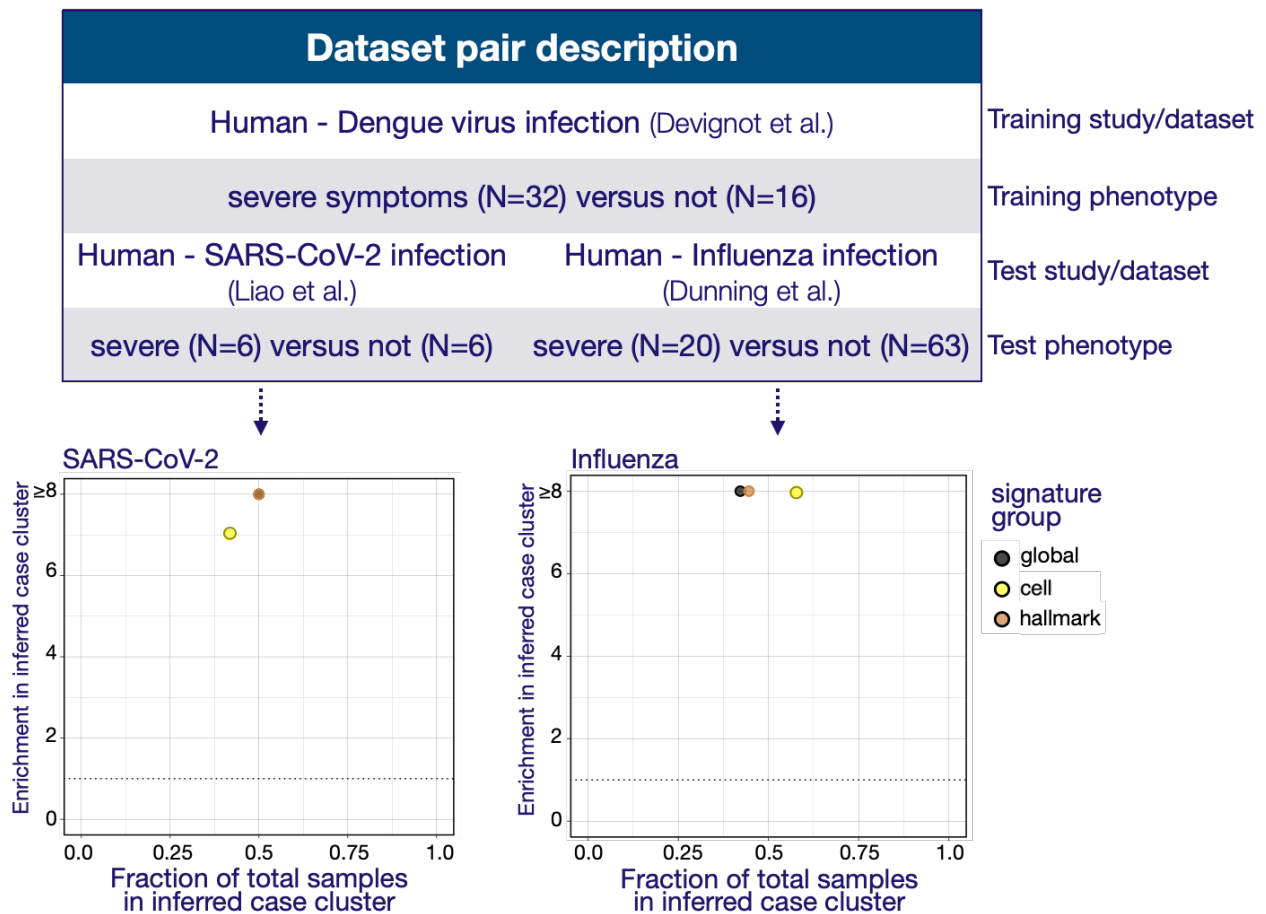 Dataset pair description
Human - Dengue virus infection (Devignot et al.)
Training study/dataset
severe symptoms (N=32) versus not (N=16)
Training phenotype
Human - SARS-CoV-2 infection
(Liao et al.)
Human - Influenza infection
(Dunning et al.)
Test study/dataset
severe (N=6) versus not (N=6)
severe (N=20) versus not (N=63)
Test phenotype
SARS-CoV-2
Enrichment in inferred case cluster
≥8
6
4
2
0
0.0
0.25
0.5
0.75
1.0
Fraction of total samples
in inferred case cluster
Influenza
Enrichment in inferred case cluster
≥8
6
4
2
0
0.0
0.25
0.5
0.75
1.0
Fraction of total samples
in inferred case cluster
signature
group
global
cell
hallmark